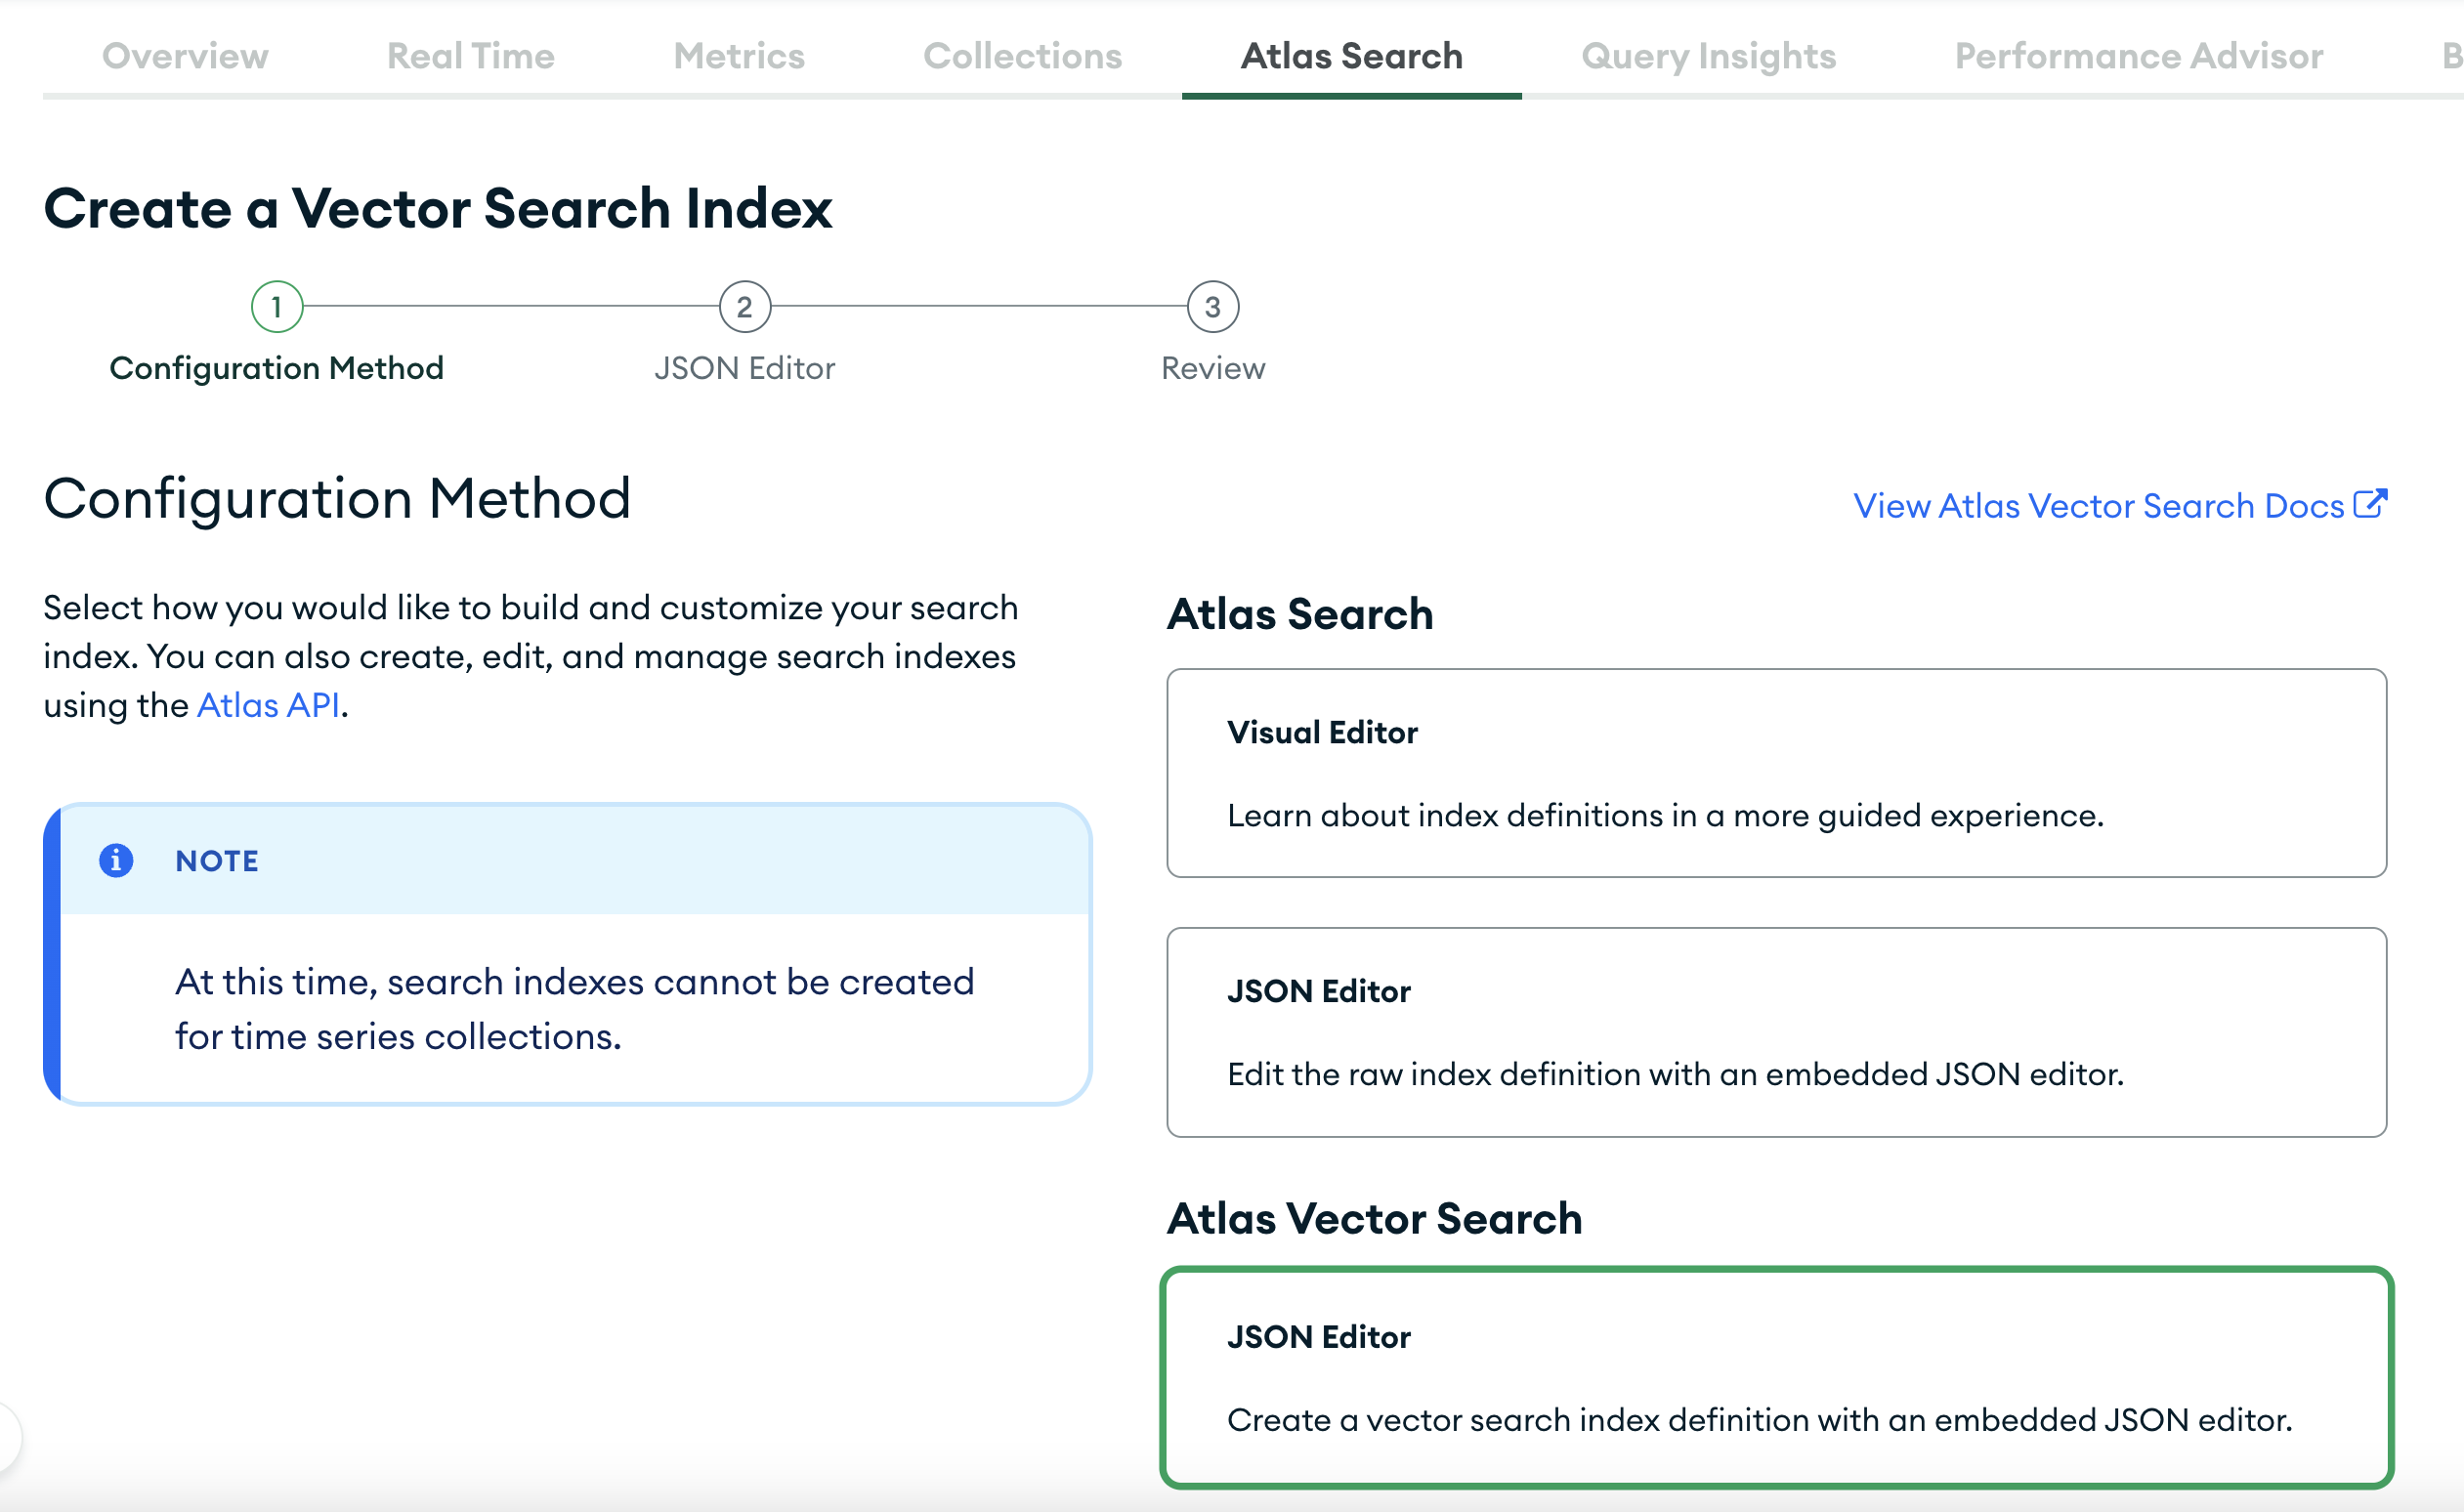 Overview Real Time Metrics Collections Atlas Search Query Insights Performance Advisor B
Create a Vector Search Index
1 2 3
Configuration Method JSON Editor Review
Configuration Method
View Atlas Vector Search Docs
Select how you would like to build and customize your search
index. You can also create, edit, and manage search indexes
using the Atlas API.
NOTE
At this time, search indexes cannot be created
for time series collections.
Atlas Search
Visual Editor
Learn about index definitions in a more guided experience.
JSON Editor
Edit the raw index definition with an embedded JSON editor.
Atlas Vector Search
JSON Editor
Create a vector search index definition with an embedded JSON editor.